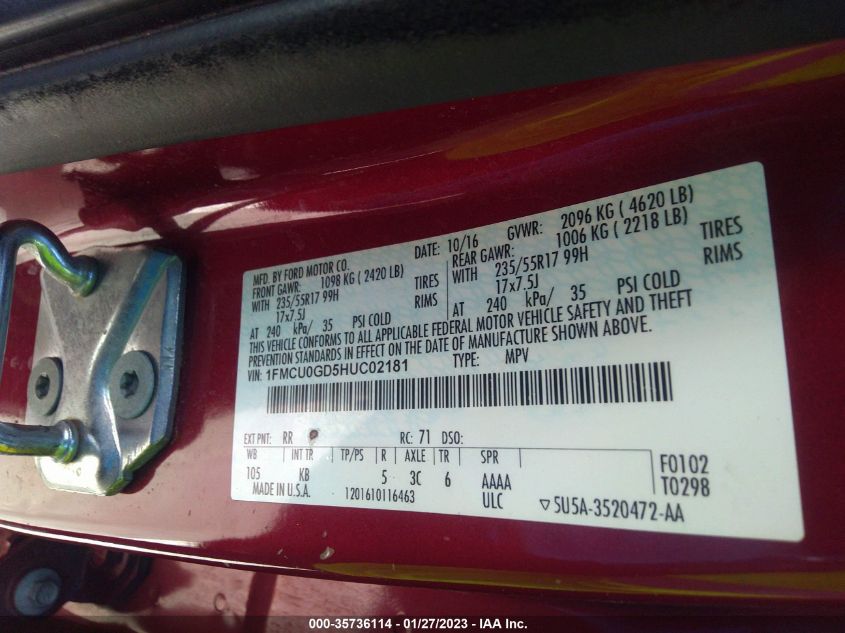 MFD. BY FORD MOTOR CO.
DATE: 10/16 GVWR: 2096 KG ( 4620 LB)
FRONT GAWR: 1098 KG ( 2420 LB) REAR GAWR: 1006 KG ( 2218 LB)
WITH 235/55R17 99H TIRES WITH 235/55R17 99H TIRES
17x7.5J RIMS 17x7.5J RIMS
AT 240 kPa/ 35 PSI COLD AT 240 kPa/ 35 PSI COLD
THIS VEHICLE CONFORMS TO ALL APPLICABLE FEDERAL MOTOR VEHICLE SAFETY AND THEFT
PREVENTION STANDARDS IN EFFECT ON THE DATE OF MANUFACTURE SHOWN ABOVE.
VIN: 1FMCU0GD5HUC02181 TYPE: MPV
EXT PNT: RR RC: 71 DSO:
WB INT TR TP/PS R AXLE TR SPR
105 KB 5 3C 6 AAAA
F0102
T0298
MADE IN U.S.A. 1201610116463 ULC ▽SU5A-3520472-AA
000-35736114 - 01/27/2023 - IAA Inc.